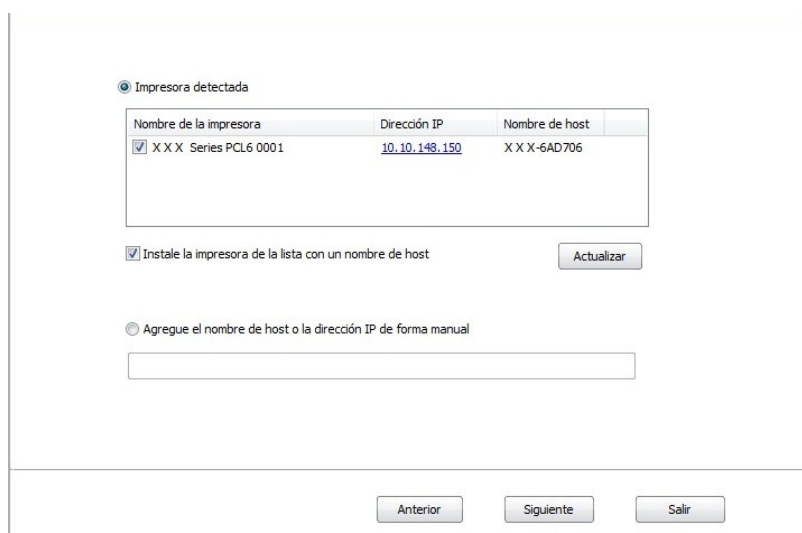 Impresora detectada
Nombre de la impresora Dirección IP Nombre de host
X X X Series PCL6 0001 10.10.148.150 X X X-6AD706
Instale la impresora de la lista con un nombre de host Actualizar
Agregue el nombre de host o la dirección IP de forma manual
Anterior Siguiente Salir